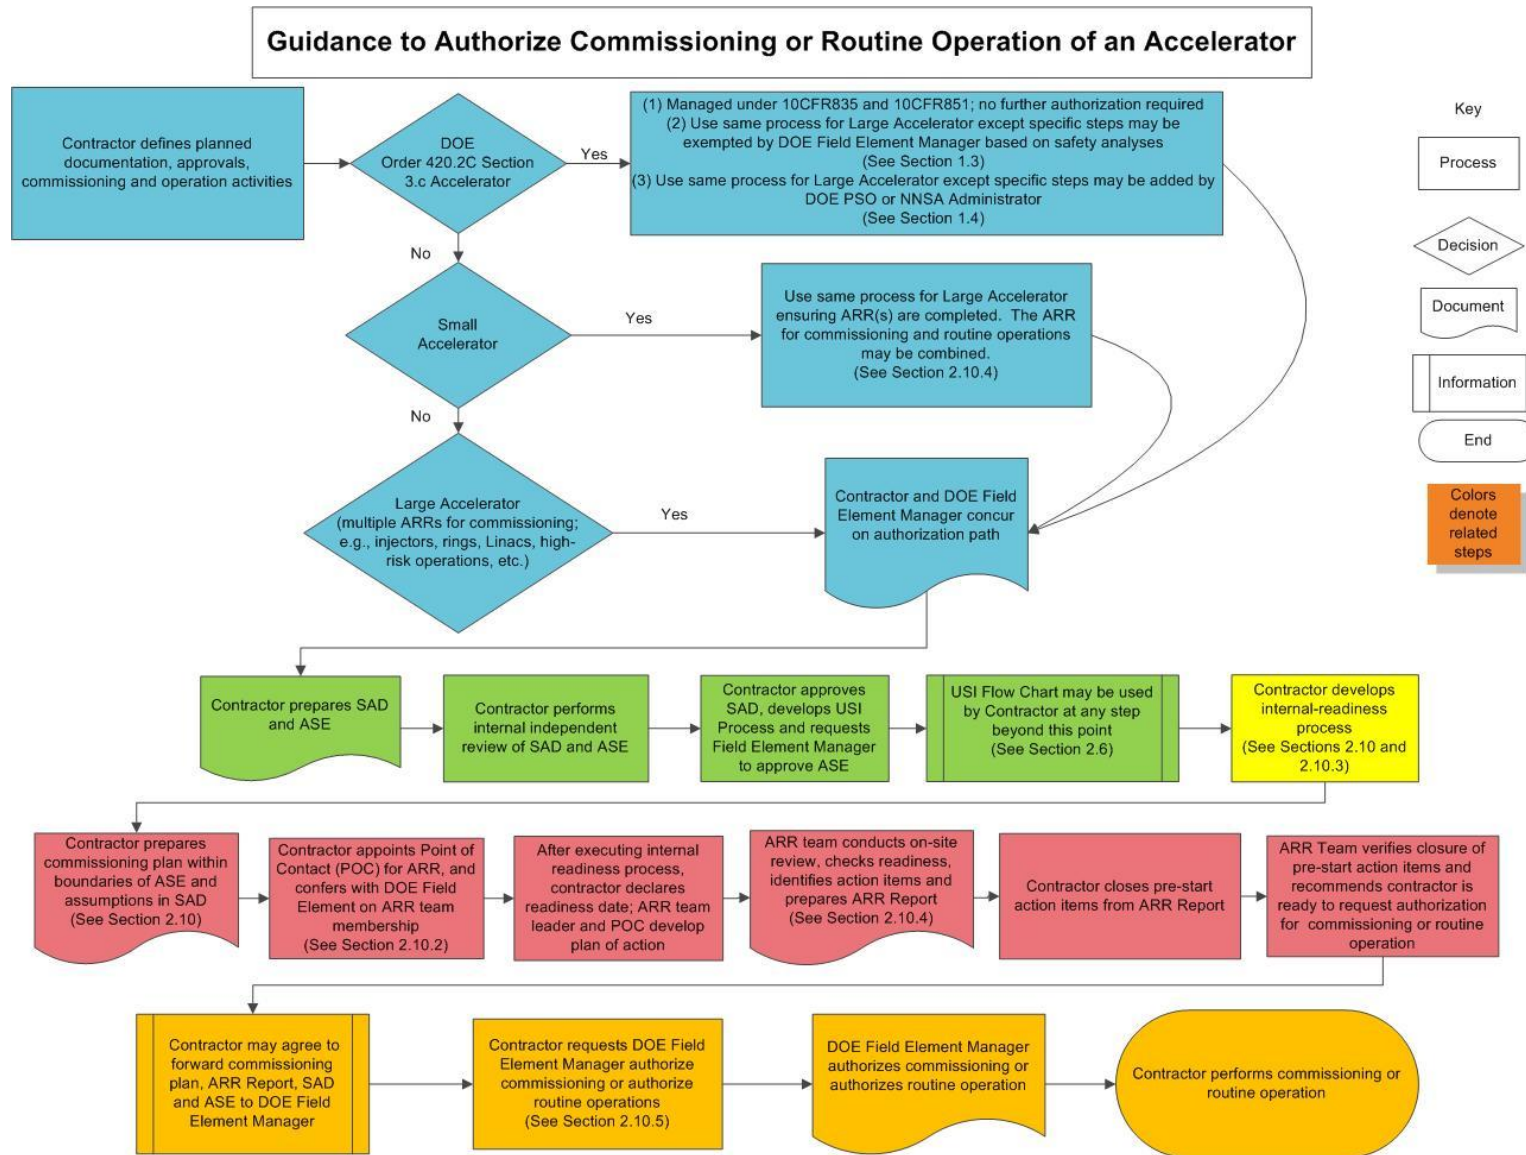 Guidance to Authorize Commissioning or Routine Operation of an Accelerator
Contractor defines planned
documentation, approvals,
commissioning and operation activities
DOE
Order 420.2C Section
3.c Accelerator
Yes
(1) Managed under 10CFR835 and 10CFR851; no further authorization required
(2) Use same process for Large Accelerator except specific steps may be
exempted by DOE Field Element Manager based on safety analyses
(See Section 1.3)
(3) Use same process for Large Accelerator except specific steps may be added by
DOE PSO or NNSA Administrator
(See Section 1.4)
No
Small
Accelerator
Yes
Use same process for Large Accelerator
ensuring ARR(s) are completed. The ARR
for commissioning and routine operations
may be combined.
(See Section 2.10.4)
No
Large Accelerator
(multiple ARRs for commissioning;
e.g., injectors, rings, Linacs, high-
risk operations, etc.)
Yes
Contractor and DOE Field
Element Manager concur
on authorization path
Key
Process
Decision
Document
Information
End
Colors
denote
related
steps
Contractor prepares SAD
and ASE
Contractor performs
internal independent
review of SAD and ASE
Contractor approves
SAD, develops USI
Process and requests
Field Element Manager
to approve ASE
USI Flow Chart may be used
by Contractor at any step
beyond this point
(See Section 2.6)
Contractor develops
internal-readiness
process
(See Sections 2.10 and
2.10.3)
Contractor prepares
commissioning plan within
boundaries of ASE and
assumptions in SAD
(See Section 2.10)
Contractor appoints Point of
Contact (POC) for ARR, and
confers with DOE Field
Element on ARR team
membership
(See Section 2.10.2)
After executing internal
readiness process,
contractor declares
readiness date; ARR team
leader and POC develop
plan of action
ARR team conducts on-site
review, checks readiness,
identifies action items and
prepares ARR Report
(See Section 2.10.4)
Contractor closes pre-start
action items from ARR Report
ARR Team verifies closure of
pre-start action items and
recommends contractor is
ready to request authorization
for commissioning or routine
operation
Contractor may agree to
forward commissioning
plan, ARR Report, SAD
and ASE to DOE Field
Element Manager
Contractor requests DOE Field
Element Manager authorize
commissioning or authorize
routine operations
(See Section 2.10.5)
DOE Field Element Manager
authorizes commissioning or
authorizes routine operation
Contractor performs commissioning or
routine operation